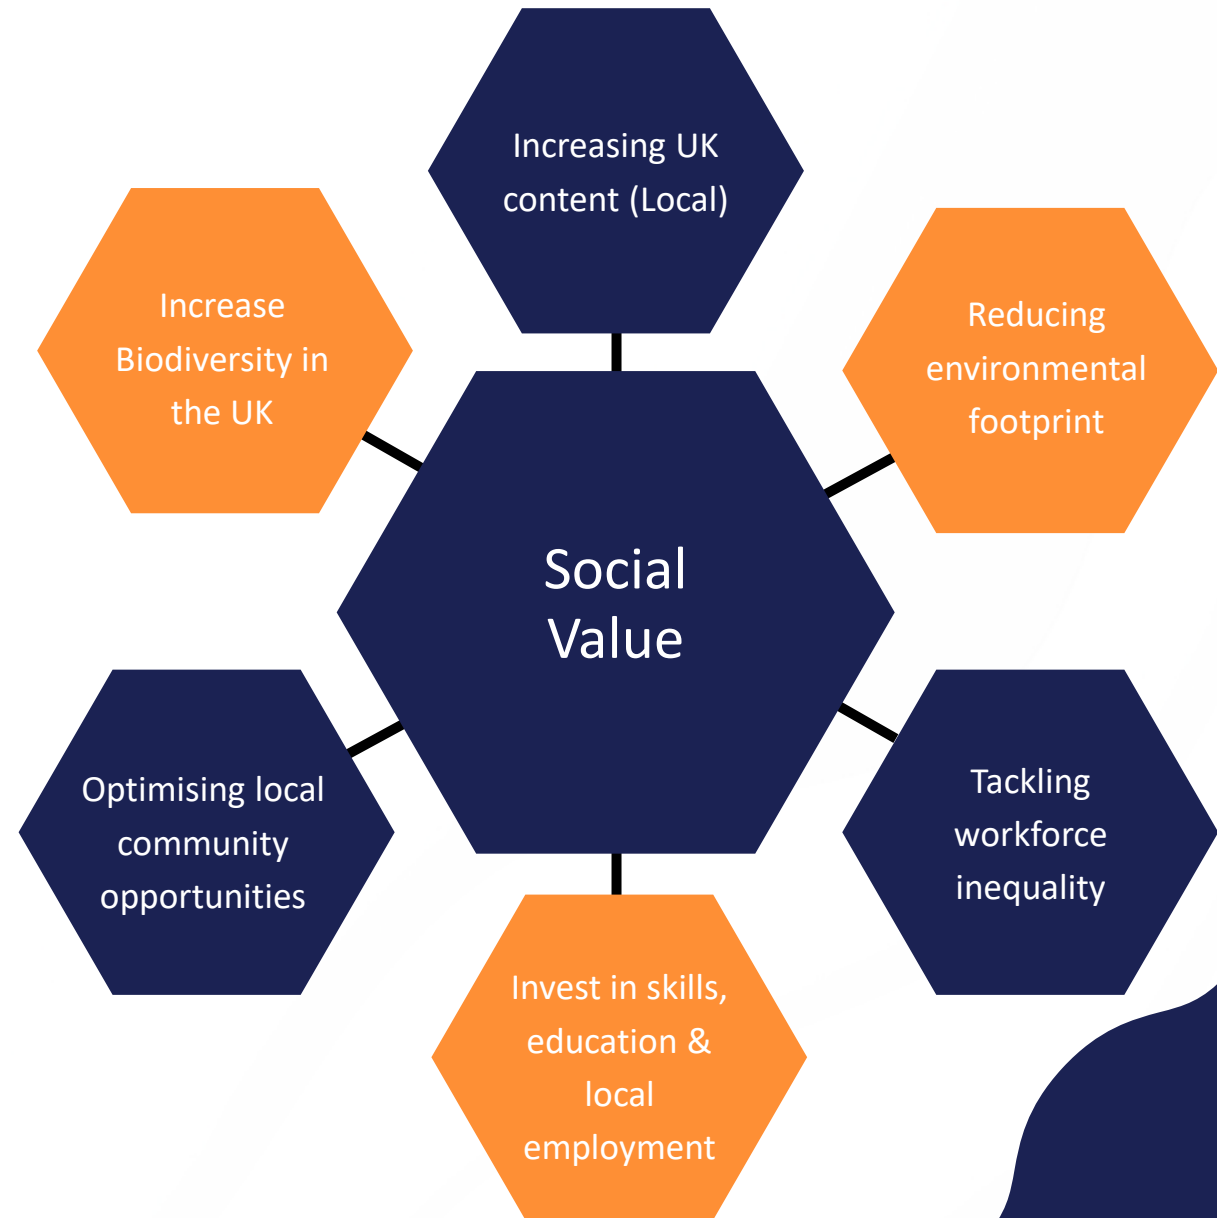 Increasing UK
content (Local)
Increase
Biodiversity in
the UK
Reducing
environmental
footprint
Social
Value
Optimising local
community
opportunities
Tackling
workforce
inequality
Invest in skills,
education &
local
employment